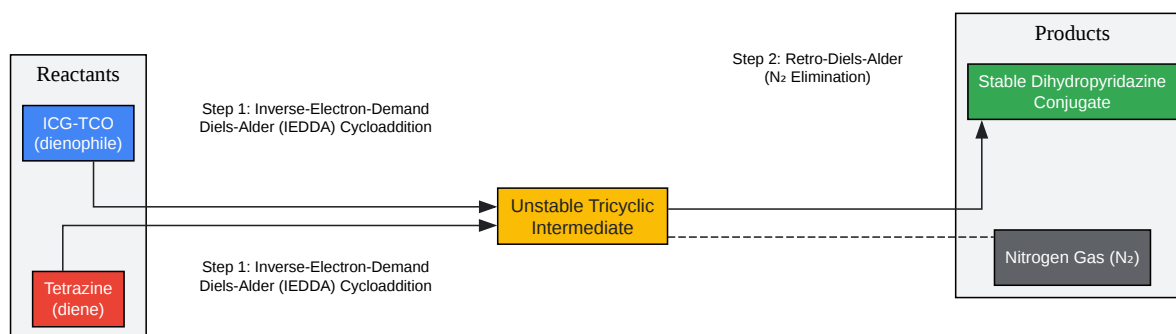 Reactants
ICG-TCO
(dienophile)
Step 1: Inverse-Electron-Demand
Diels-Alder (IEDDA) Cycloaddition
Tetrazine
(diene)
Step 1: Inverse-Electron-Demand
Diels-Alder (IEDDA) Cycloaddition
Unstable Tricyclic
Intermediate
Step 2: Retro-Diels-Alder
(N₂ Elimination)
Products
Stable Dihydropyridazine
Conjugate
Nitrogen Gas (N₂)